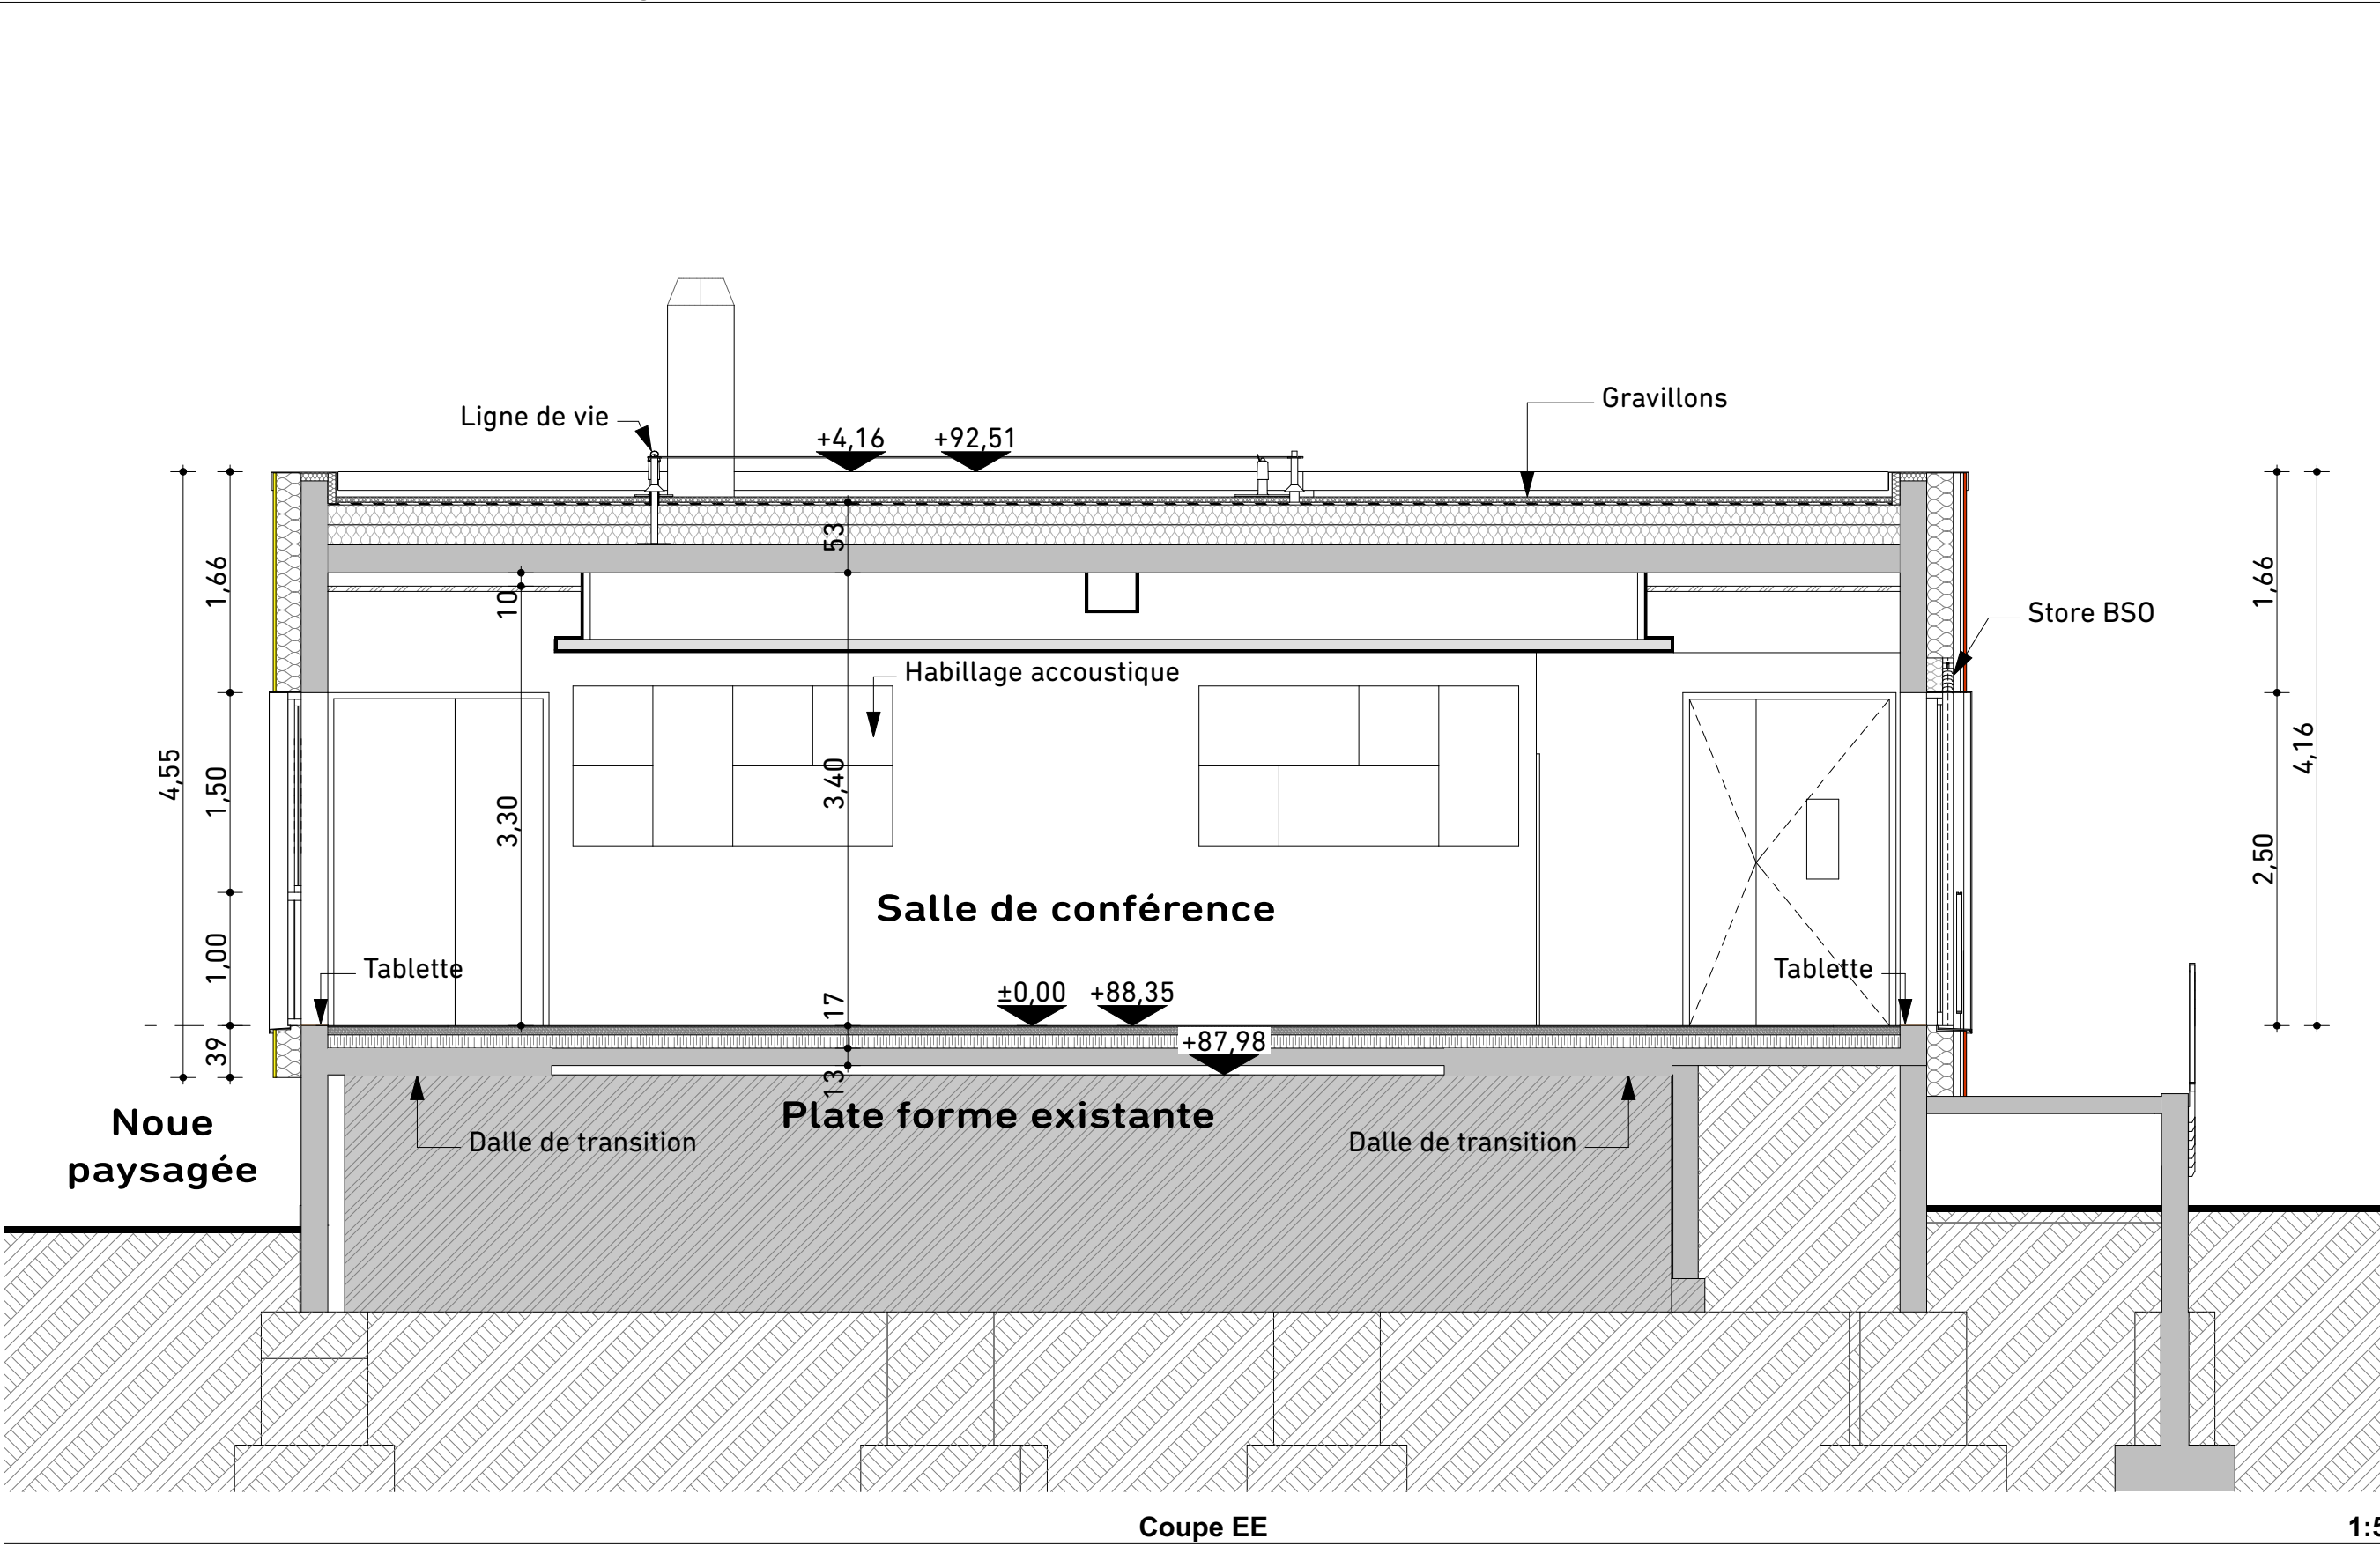 Gravillons
Ligne de vie
+4,16
+92,51
53
1,66
1,66
10
Store BSO
Habillage accoustique
4,55
1,50
3,40
3,30
4,16
2,50
Salle de conférence
1,00
Tablette
Tablette
17
±0,00
+88,35
39
+87,98
13
Plate forme existante
Noue
paysagée
Dalle de transition
Dalle de transition
Coupe EE
1:5